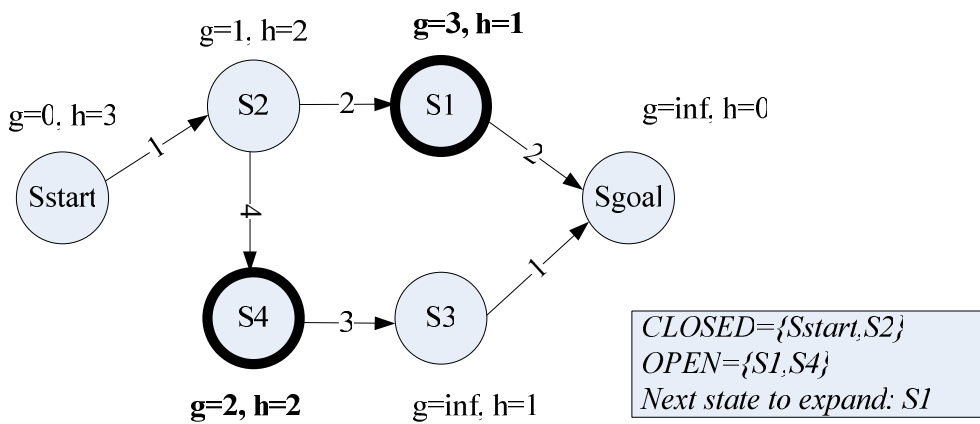 g=3, h=1
g=1, h=2
S2
2
S1
g=inf, h=0
g=0, h=3
1
2
Sstart
Sgoal
4
1
S4
3
S3
CLOSED={Sstart,S2}
OPEN={S1,S4}
Next state to expand: S1
g=2, h=2
g=inf, h=1